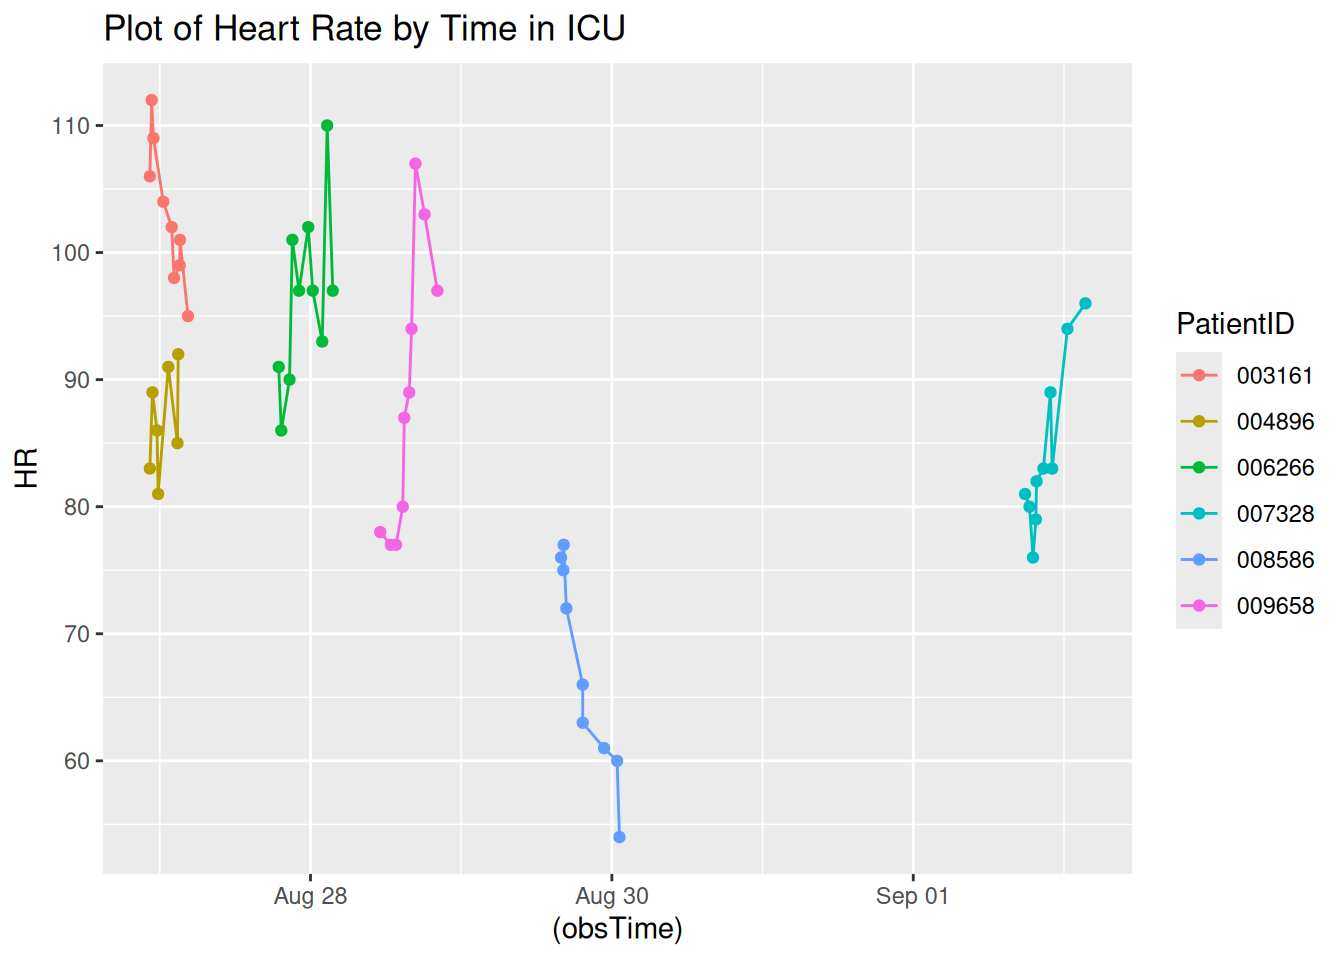 Plot of Heart Rate by Time in ICU
110
100
90
80
70
60
HR
Aug 28
Aug 30
Sep 01
(obsTime)
PatientID
003161
004896
006266
007328
008586
009658